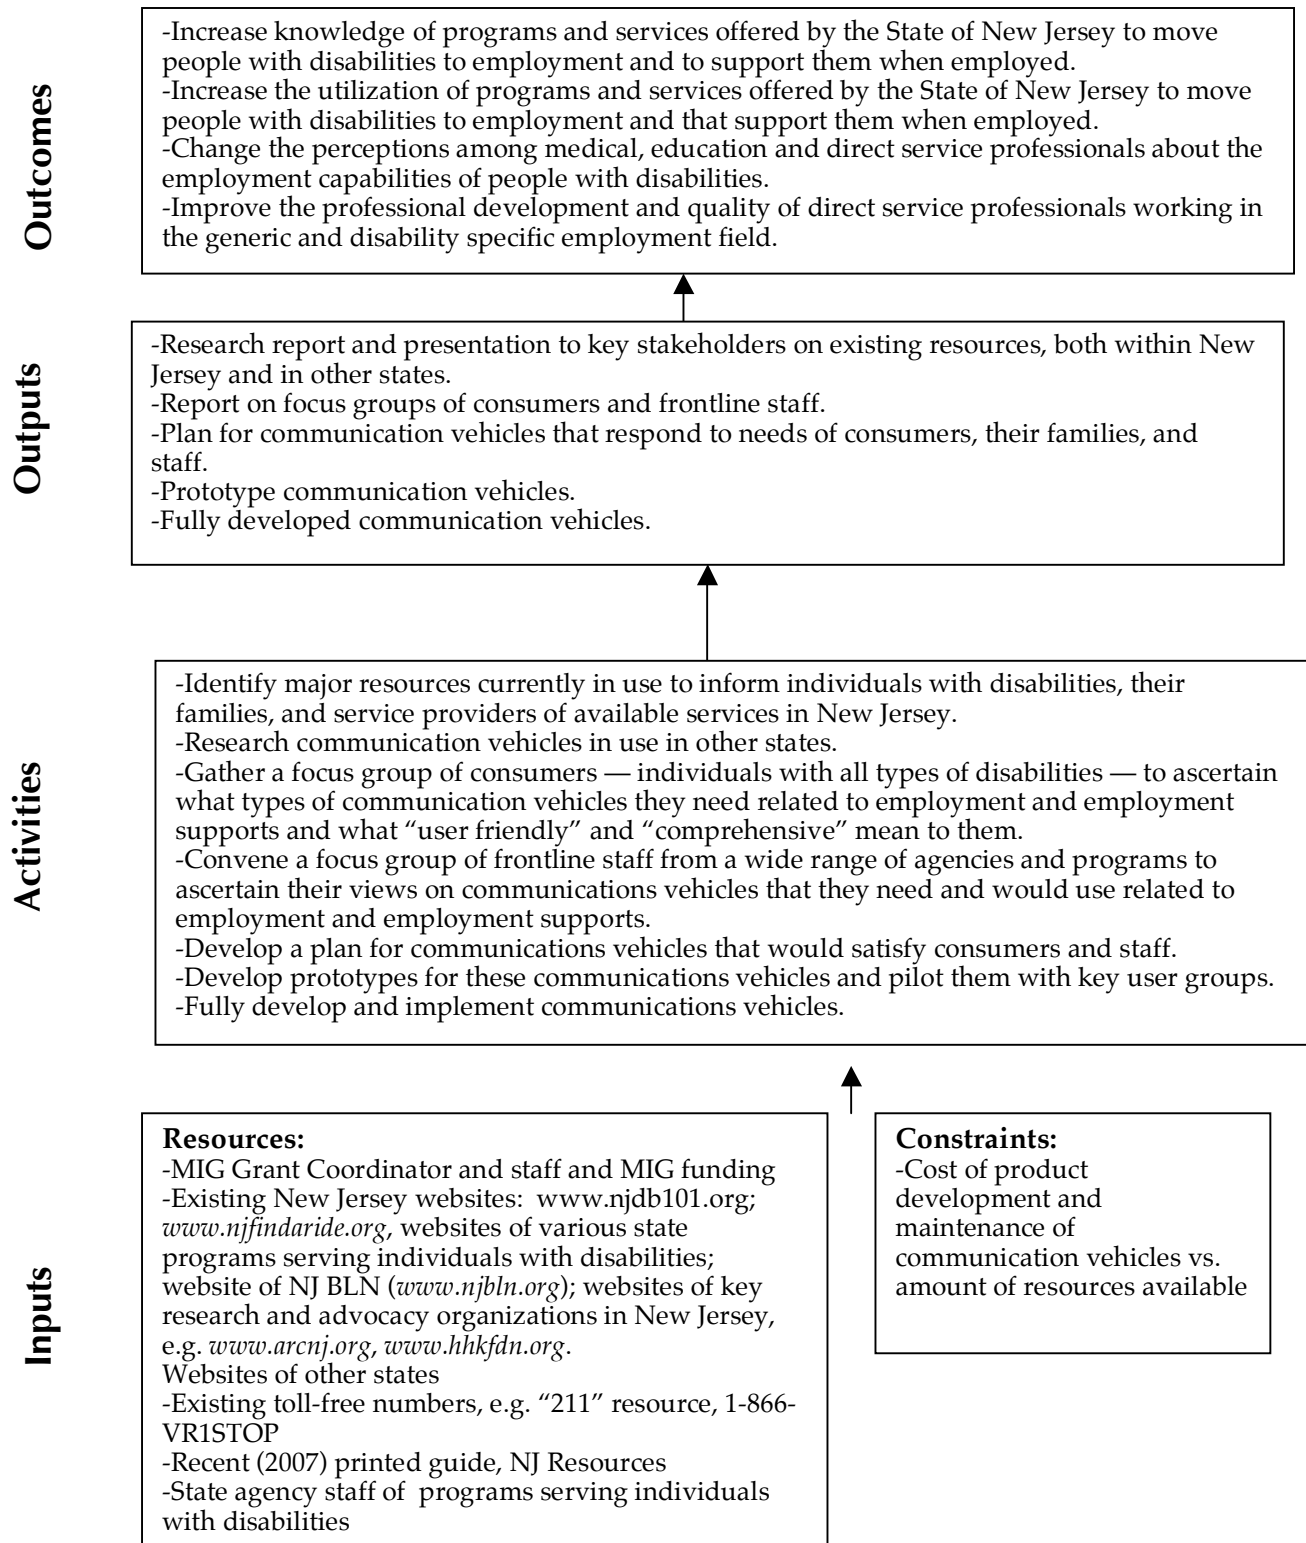 Outcomes
-Increase knowledge of programs and services offered by the State of New Jersey to move
people with disabilities to employment and to support them when employed.
-Increase the utilization of programs and services offered by the State of New Jersey to move
people with disabilities to employment and that support them when employed.
-Change the perceptions among medical, education and direct service professionals about the
employment capabilities of people with disabilities.
-Improve the professional development and quality of direct service professionals working in
the generic and disability specific employment field.
Outputs
-Research report and presentation to key stakeholders on existing resources, both within New
Jersey and in other states.
-Report on focus groups of consumers and frontline staff.
-Plan for communication vehicles that respond to needs of consumers, their families, and
staff.
-Prototype communication vehicles.
-Fully developed communication vehicles.
Activities
-Identify major resources currently in use to inform individuals with disabilities, their
families, and service providers of available services in New Jersey.
-Research communication vehicles in use in other states.
-Gather a focus group of consumers — individuals with all types of disabilities — to ascertain
what types of communication vehicles they need related to employment and employment
supports and what “user friendly” and “comprehensive” mean to them.
-Convene a focus group of frontline staff from a wide range of agencies and programs to
ascertain their views on communications vehicles that they need and would use related to
employment and employment supports.
-Develop a plan for communications vehicles that would satisfy consumers and staff.
-Develop prototypes for these communications vehicles and pilot them with key user groups.
-Fully develop and implement communications vehicles.
Inputs
Resources:
-MIG Grant Coordinator and staff and MIG funding
-Existing New Jersey websites:  www.njdb101.org;
www.njfindaride.org, websites of various state
programs serving individuals with disabilities;
website of NJ BLN (www.njbln.org); websites of key
research and advocacy organizations in New Jersey,
e.g. www.arcnj.org, www.hhkfdn.org.
Websites of other states
-Existing toll-free numbers, e.g. “211” resource, 1-866-
VR1STOP
-Recent (2007) printed guide, NJ Resources
-State agency staff of  programs serving individuals
with disabilities
Constraints:
-Cost of product
development and
maintenance of
communication vehicles vs.
amount of resources available